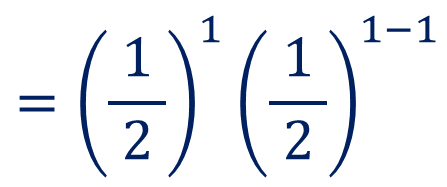 = (1/2)^1 (1/2)^{1−1}